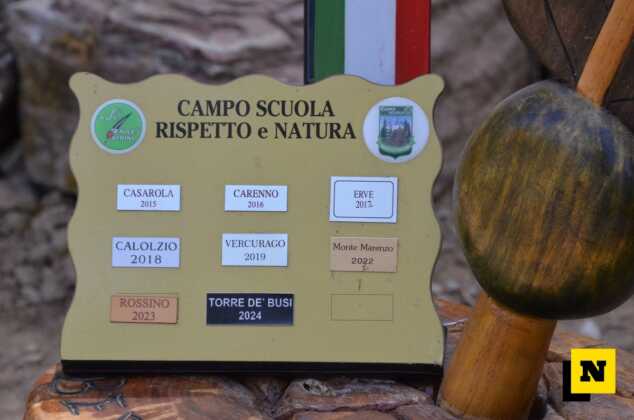 CAMPO SCUOLA
RISPETTO e NATURA
CASAROLA
2015
CARENNO
2016
ERVE
2017
CALOLZIO
2018
VERCURAGO
2019
Monte Marenzo
2022
ROSSINO
2023
TORRE DE' BUSI
2024
N